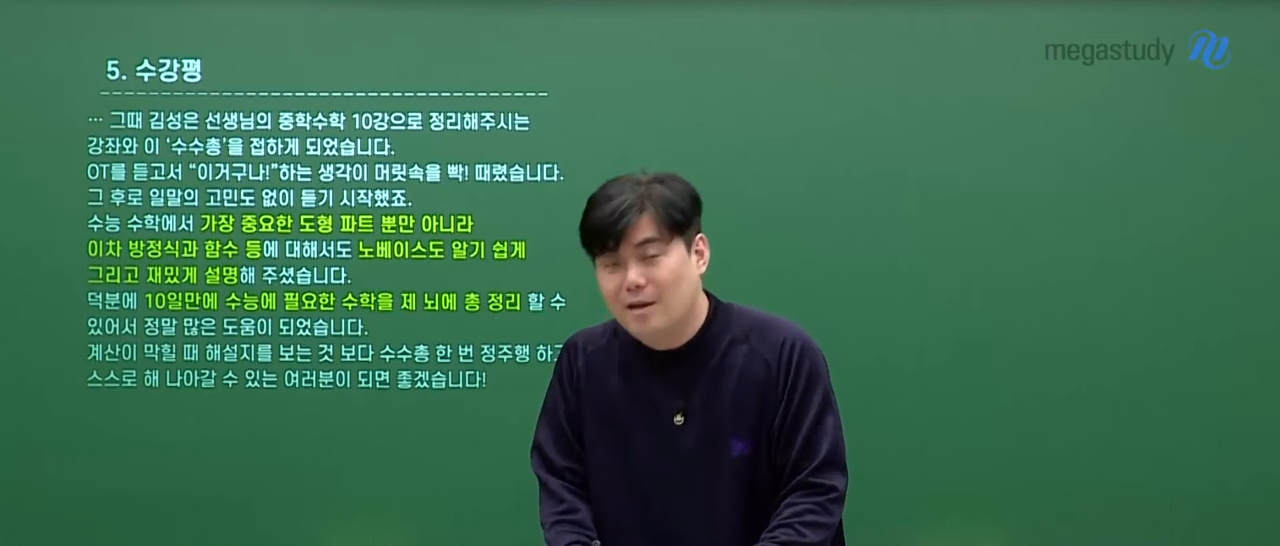 megastudy
5. 수강평
… 그때 김성은 선생님의 중학수학 10강으로 정리해주시는
강좌와 이 ‘수수총’을 접하게 되었습니다.
OT를 듣고서 “이거구나!”하는 생각이 머릿속을 빡! 때렸습니다.
그 후로 일말의 고민도 없이 듣기 시작했죠.
수능 수학에서 가장 중요한 도형 파트 뿐만 아니라
이차 방정식과 함수 등에 대해서도 노베이스도 알기 쉽게
그리고 재밌게 설명해 주셨습니다.
덕분에 10일만에 수능에 필요한 수학을 제 뇌에 총 정리 할 수
있어서 정말 많은 도움이 되었습니다.
계산이 막힐 때 해설지를 보는 것 보다 수수총 한 번 정주행 하고
스스로 해 나아갈 수 있는 여러분이 되면 좋겠습니다!